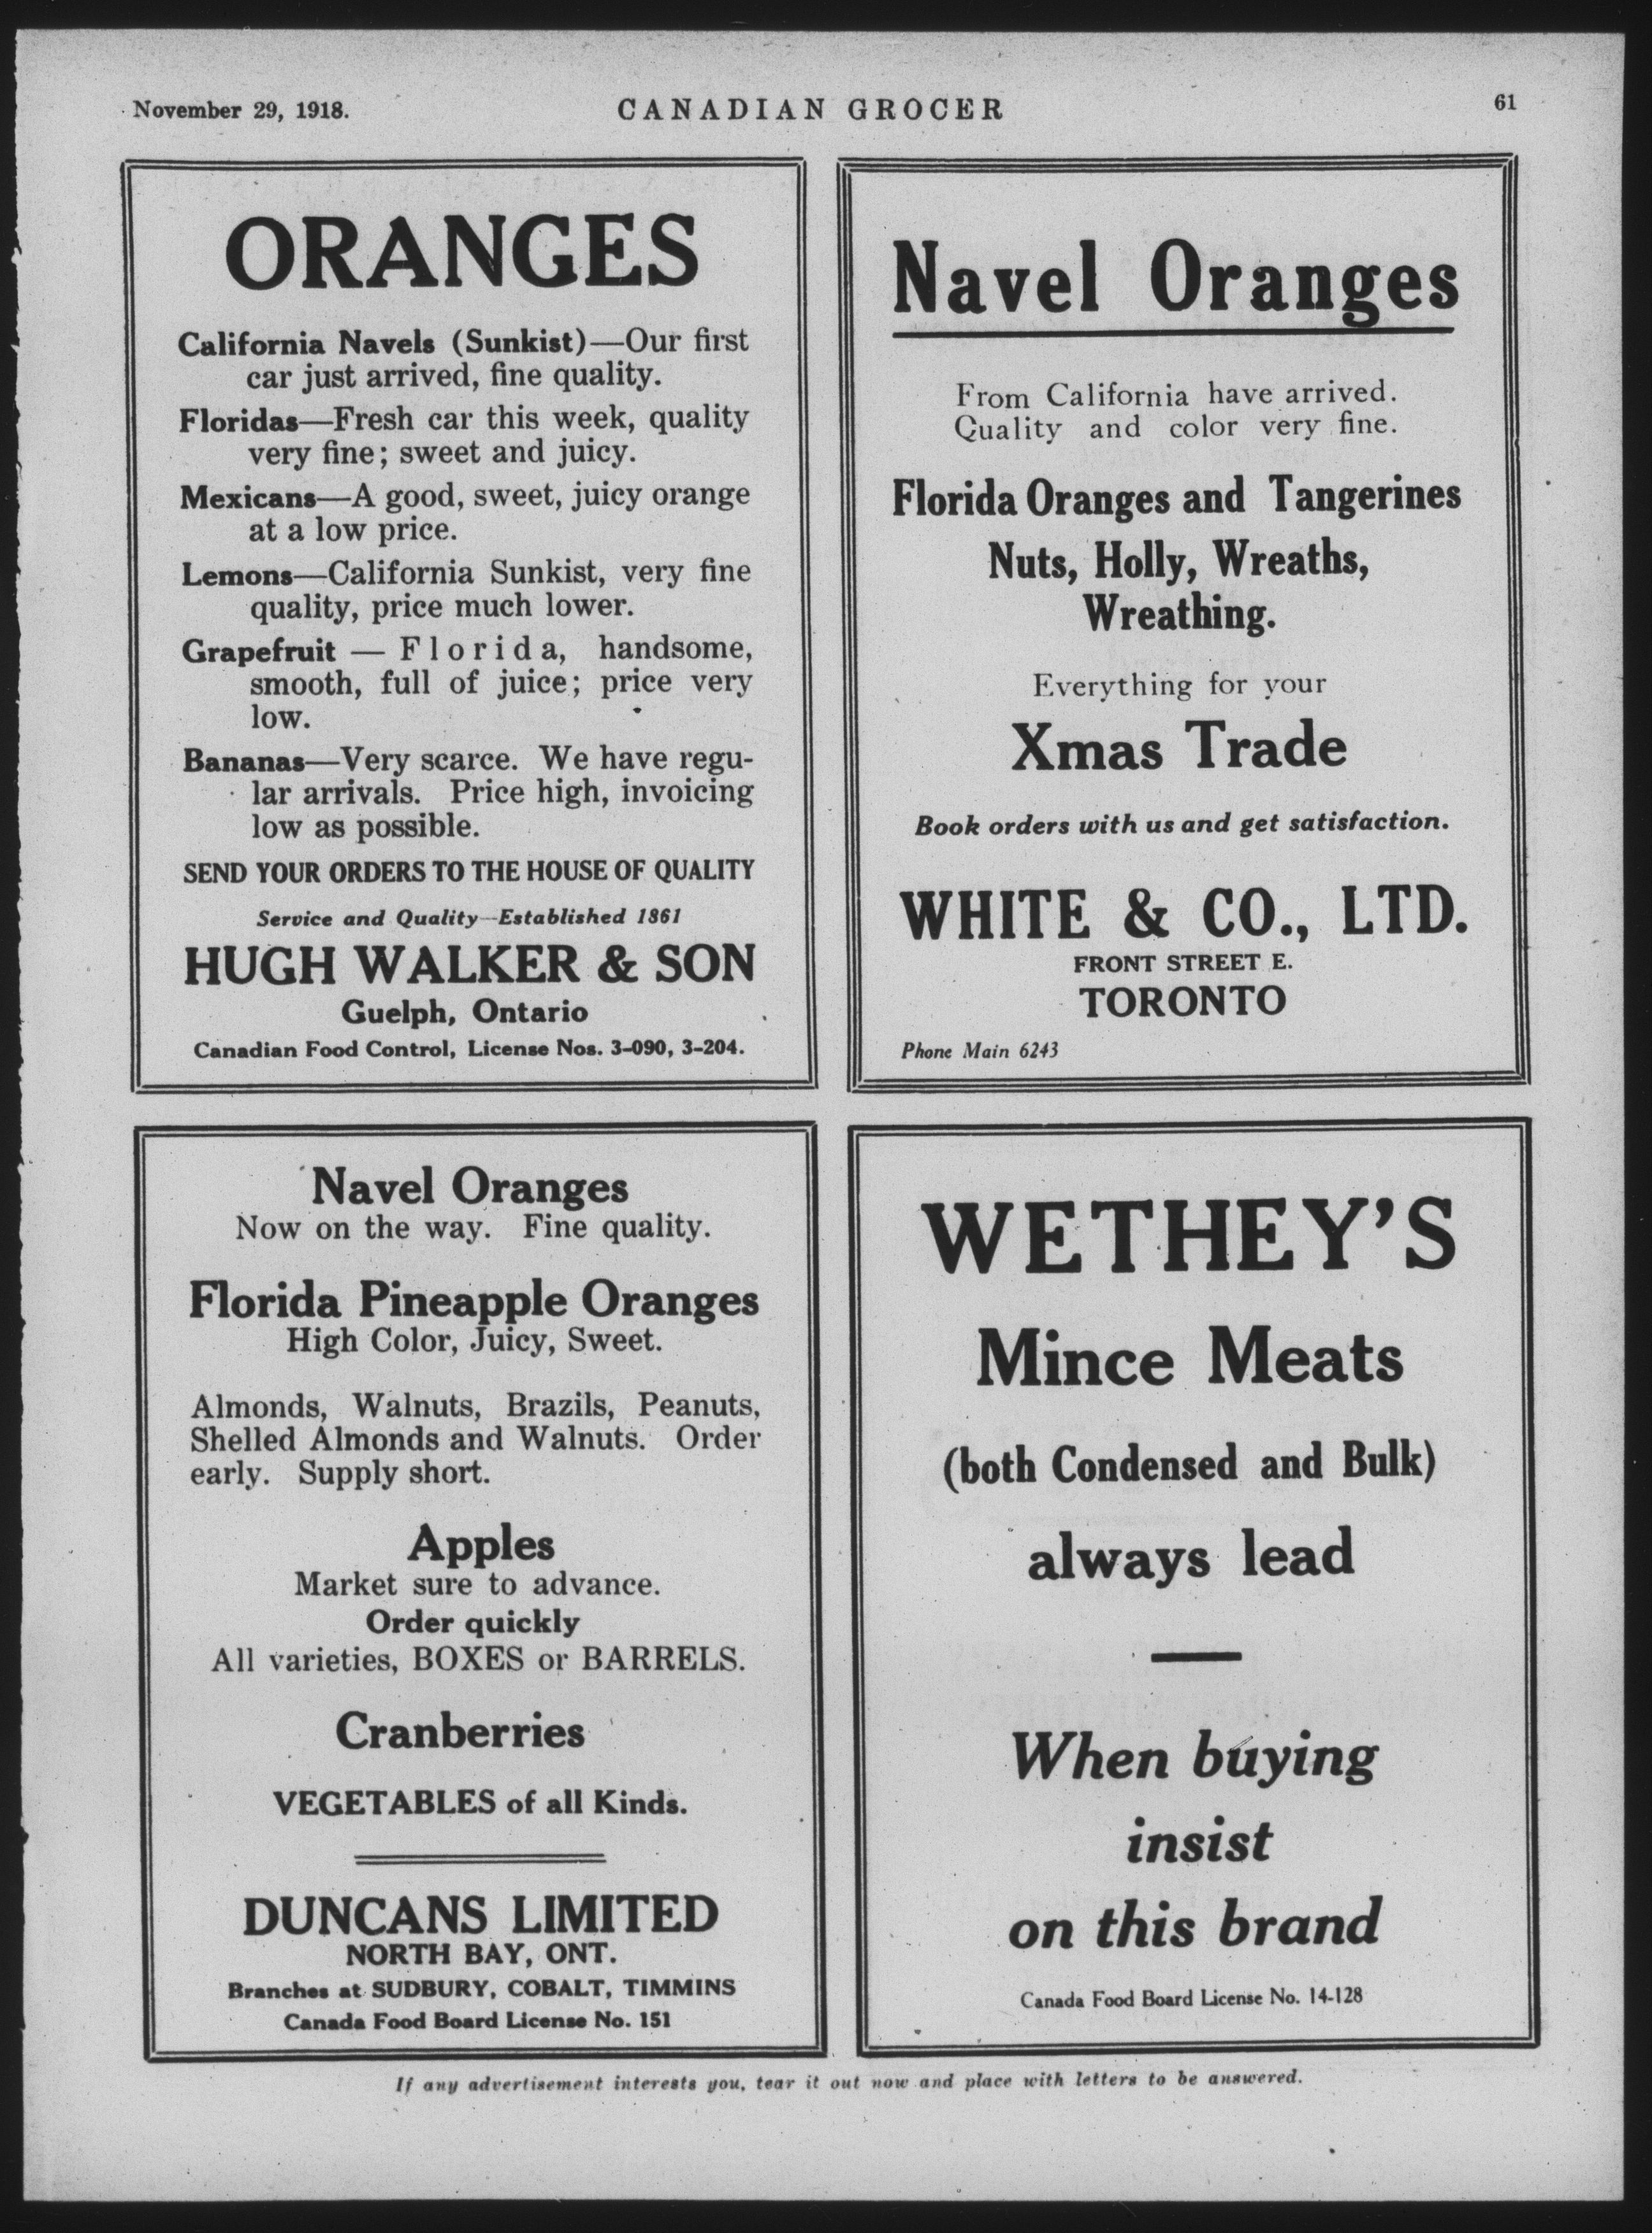 November 29, 1918.
CANADIAN GROCER
61
ORANGES
California Navels (Sunkist)—Our first
car just arrived, fine quality.
Floridas—Fresh car this week, quality
very fine; sweet and juicy.
Mexicans—A good, sweet, juicy orange
at a low price.
Lemons—California Sunkist, very fine
quality, price much lower.
Grapefruit — Florida, handsome,
smooth, full of juice; price very
low.
Bananas—Very scarce. We have regu-
lar arrivals. Price high, invoicing
low as possible.
SEND YOUR ORDERS TO THE HOUSE OF QUALITY
Service and Quality—Established 1861
HUGH WALKER & SON
Guelph, Ontario
Canadian Food Control, License Nos. 3-090, 3-204.
Navel Oranges
From California have arrived.
Quality and color very fine.
Florida Oranges and Tangerines
Nuts, Holly, Wreaths,
Wreathing.
Everything for your
Xmas Trade
Book orders with us and get satisfaction.
WHITE & CO., LTD.
FRONT STREET E.
TORONTO
Phone Main 6243
Navel Oranges
Now on the way. Fine quality.
Florida Pineapple Oranges
High Color, Juicy, Sweet.
Almonds, Walnuts, Brazils, Peanuts,
Shelled Almonds and Walnuts. Order
early. Supply short.
Apples
Market sure to advance.
Order quickly
All varieties, BOXES or BARRELS.
Cranberries
VEGETABLES of all Kinds.
DUNCANS LIMITED
NORTH BAY, ONT.
Branches at SUDBURY, COBALT, TIMMINS
Canada Food Board License No. 151
WETHEY'S
Mince Meats
(both Condensed and Bulk)
always lead
When buying
insist
on this brand
Canada Food Board License No. 14-128
If any advertisement interests you, tear it out now and place with letters to be answered.